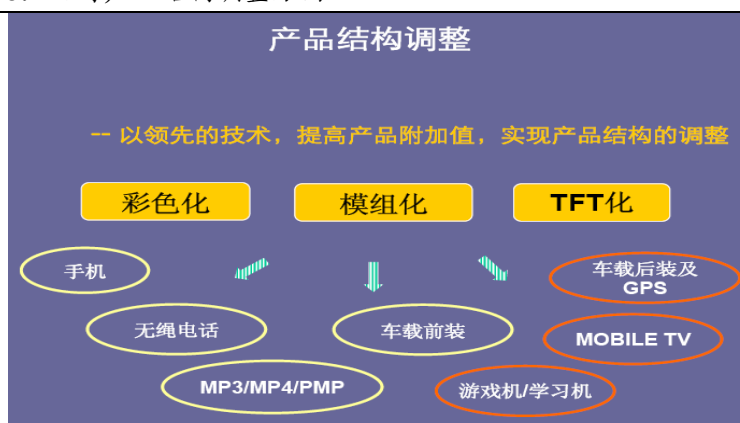 产品结构调整
-- 以领先的技术，提高产品附加值，实现产品结构的调整
彩色化
模组化
TFT化
手机
车载后装及
GPS
无绳电话
车载前装
MOBILE TV
MP3/MP4/PMP
游戏机/学习机